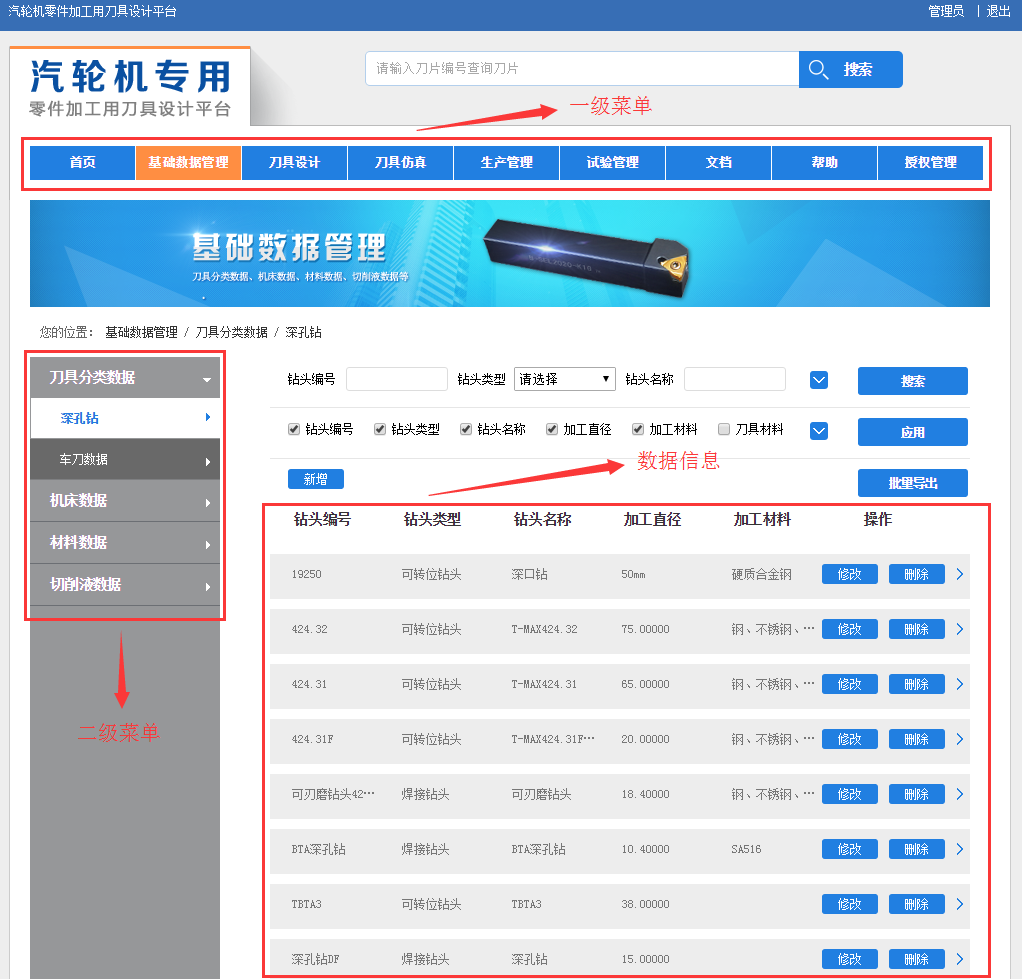 汽轮机零件加工用刀具设计平台 管理员 | 退出
汽轮机专用
零件加工用刀具设计平台
请输入刀片编号查询刀片 搜索
一级菜单
首页 基础数据管理 刀具设计 刀具仿真 生产管理 试验管理 文档 帮助 授权管理
基础数据管理
刀具分类数据、机床数据、材料数据、切削液数据等
您的位置: 基础数据管理 / 刀具分类数据 / 深孔钻
刀具分类数据
深孔钻
车刀数据
机床数据
材料数据
切削液数据
二级菜单
钻头编号 钻头类型 请选择 钻头名称 搜索
钻头编号 钻头类型 钻头名称 加工直径 加工材料 刀具材料 应用
数据信息
新增 批量导出
钻头编号 钻头类型 钻头名称 加工直径 加工材料 操作
19250 可转位钻头 深口钻 50mm 硬质合金钢 修改 删除
424.32 可转位钻头 T-MAX424.32 75.00000 钢、不锈钢、… 修改 删除
424.31 可转位钻头 T-MAX424.31 65.00000 钢、不锈钢、… 修改 删除
424.31F 可转位钻头 T-MAX424.31F… 20.00000 钢、不锈钢、… 修改 删除
可刃磨钻头42… 焊接钻头 可刃磨钻头 18.40000 钢、不锈钢、… 修改 删除
BTA深孔钻 焊接钻头 BTA深孔钻 10.40000 SA516 修改 删除
TBTA3 可转位钻头 TBTA3 38.00000 修改 删除
深孔钻DF 焊接钻头 深孔钻 15.00000 修改 删除